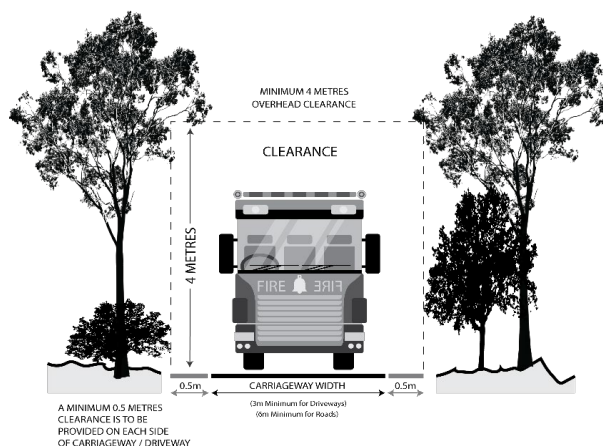 MINIMUM 4 METRES
OVERHEAD CLEARANCE
CLEARANCE
4 METRES
FIRE FIRE
0.5m CARRIAGEWAY WIDTH 0.5m
(3m Minimum for Driveways)
(6m Minimum for Roads)
A MINIMUM 0.5 METRES
CLEARANCE IS TO BE
PROVIDED ON EACH SIDE
OF CARRIAGEWAY / DRIVEWAY